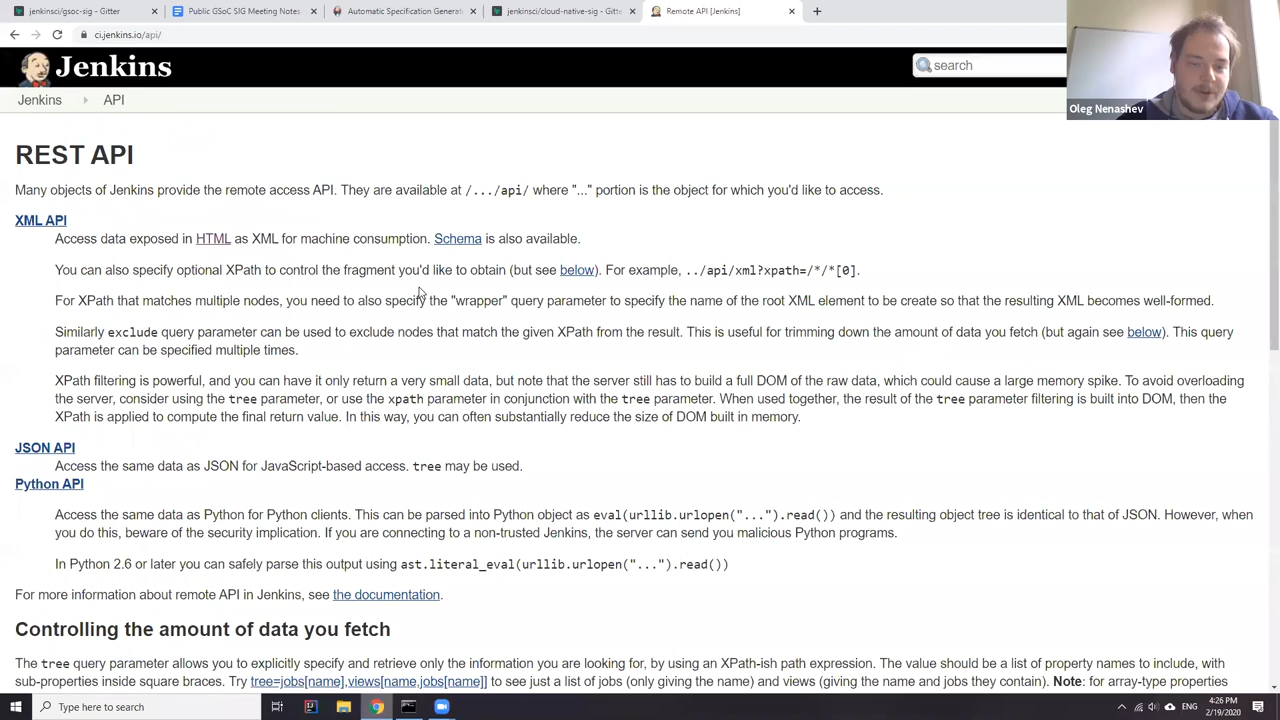 jenkinsci/gsoc-sig - Gitter
Public GSoC SIG Meeting Notes
Automatic Specification Generat
jenkinsci/cloud-native-sig - Gitte
Remote API [Jenkins]
ci.jenkins.io/api/
Jenkins
search
Oleg Nenashev
Jenkins API
REST API
Many objects of Jenkins provide the remote access API. They are available at /.../api/ where "..." portion is the object for which you'd like to access.
XML API
Access data exposed in HTML as XML for machine consumption. Schema is also available.
You can also specify optional XPath to control the fragment you'd like to obtain (but see below). For example, ../api/xml?xpath=/*/*[0].
For XPath that matches multiple nodes, you need to also specify the "wrapper" query parameter to specify the name of the root XML element to be create so that the resulting XML becomes well-formed.
Similarly exclude query parameter can be used to exclude nodes that match the given XPath from the result. This is useful for trimming down the amount of data you fetch (but again see below). This query
parameter can be specified multiple times.
XPath filtering is powerful, and you can have it only return a very small data, but note that the server still has to build a full DOM of the raw data, which could cause a large memory spike. To avoid overloading
the server, consider using the tree parameter, or use the xpath parameter in conjunction with the tree parameter. When used together, the result of the tree parameter filtering is built into DOM, then the
XPath is applied to compute the final return value. In this way, you can often substantially reduce the size of DOM built in memory.
JSON API
Access the same data as JSON for JavaScript-based access. tree may be used.
Python API
Access the same data as Python for Python clients. This can be parsed into Python object as eval(urllib.urlopen("...").read()) and the resulting object tree is identical to that of JSON. However, when
you do this, beware of the security implication. If you are connecting to a non-trusted Jenkins, the server can send you malicious Python programs.
In Python 2.6 or later you can safely parse this output using ast.literal_eval(urllib.urlopen("...").read())
For more information about remote API in Jenkins, see the documentation.
Controlling the amount of data you fetch
The tree query parameter allows you to explicitly specify and retrieve only the information you are looking for, by using an XPath-ish path expression. The value should be a list of property names to include, with
sub-properties inside square braces. Try tree=jobs[name],views[name,jobs[name]] to see just a list of jobs (only giving the name) and views (giving the name and jobs they contain). Note: for array-type properties
Type here to search
ENG
4:26 PM
2/19/2020